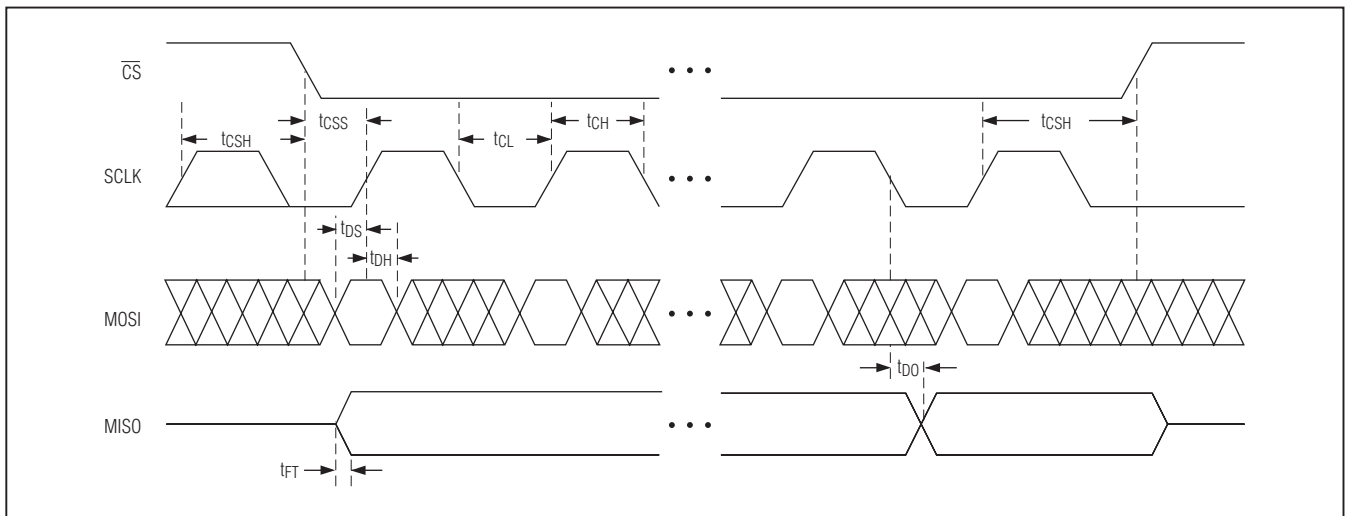 CS
tCSH
tCSS
tCL
tCH
tCSH
SCLK
tDS
tDH
MOSI
tDO
MISO
tFT